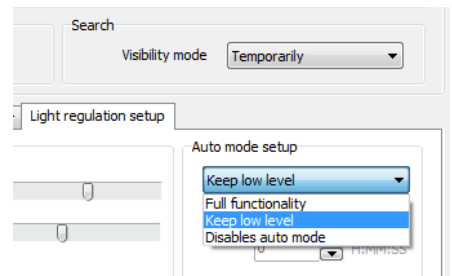 Search
Visibility mode Temporarily
Light regulation setup
Auto mode setup
Keep low level
Full functionality
Keep low level
Disables auto mode
0 H:MM:SS